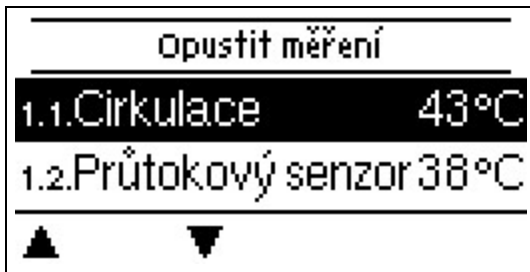 Opustit měření
1.1.Cirkulace 43°C
1.2.Průtokový senzor 38°C